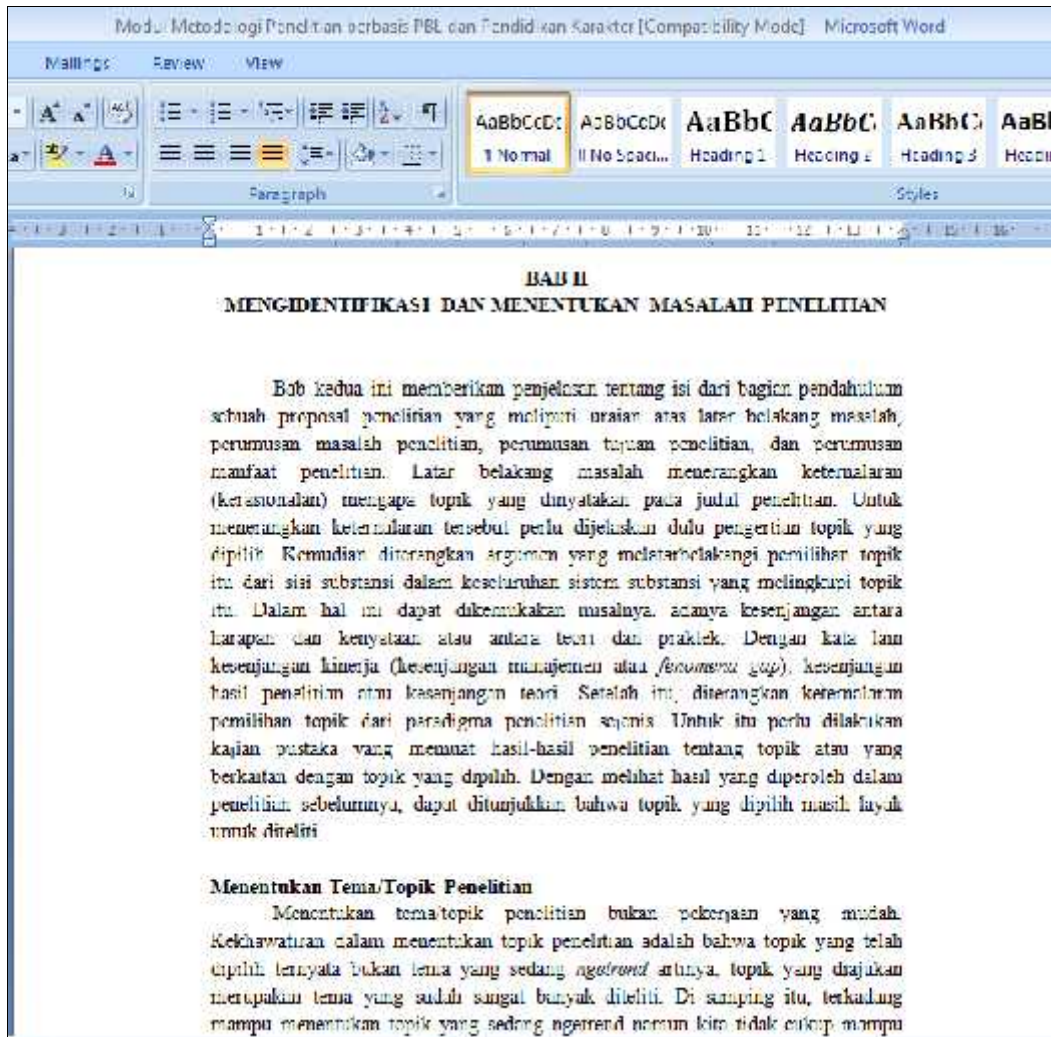 Modul Metodologi Penelitian berbasis PBL dan Pendidikan Karakter [Compatibility Mode] - Microsoft Word
Mailings Review View
AaBbCcDc AaBbCcDc AaBbC AaBbC AaBbC AaBl
¶ Normal ¶ No Spaci... Heading 1 Heading 2 Heading 3 Headi
Paragraph Styles
BAB II
MENGIDENTIFIKASI DAN MENENTUKAN MASALAH PENELITIAN
Bab kedua ini memberikan penjelasan tentang isi dari bagian pendahuluan
sebuah proposal penelitian yang meliputi uraian atas latar belakang masalah,
perumusan masalah penelitian, perumusan tujuan penelitian, dan perumusan
manfaat penelitian. Latar belakang masalah menerangkan keternalaran
(kerasionalan) mengapa topik yang dinyatakan pada judul penelitian. Untuk
menerangkan keternalaran tersebut perlu dijelaskan dulu pengertian topik yang
dipilih. Kemudian diterangkan argumen yang melatarbelakangi pemilihan topik
itu dari sisi substansi dalam keseluruhan sistem substansi yang melingkupi topik
itu. Dalam hal ini dapat dikemukakan misalnya, adanya kesenjangan antara
harapan dan kenyataan atau antara teori dan praktek. Dengan kata lain
kesenjangan kinerja (kesenjangan manajemen atau fenomena gap), kesenjangan
hasil penelitian atau kesenjangan teori. Setelah itu, diterangkan keternalaran
pemilihan topik dari paradigma penelitian sejenis. Untuk itu perlu dilakukan
kajian pustaka yang memuat hasil-hasil penelitian tentang topik atau yang
berkaitan dengan topik yang dipilih. Dengan melihat hasil yang diperoleh dalam
penelitian sebelumnya, dapat ditunjukkan bahwa topik yang dipilih masih layak
untuk diteliti.
Menentukan Tema/Topik Penelitian
Menentukan tema/topik penelitian bukan pekerjaan yang mudah.
Kekhawatiran dalam menentukan topik penelitian adalah bahwa topik yang telah
dipilih ternyata bukan tema yang sedang ngetrend artinya, topik yang diajukan
merupakan tema yang sudah sangat banyak diteliti. Di samping itu, terkadang
mampu menentukan topik yang sedang ngetrend namun kita tidak cukup mampu